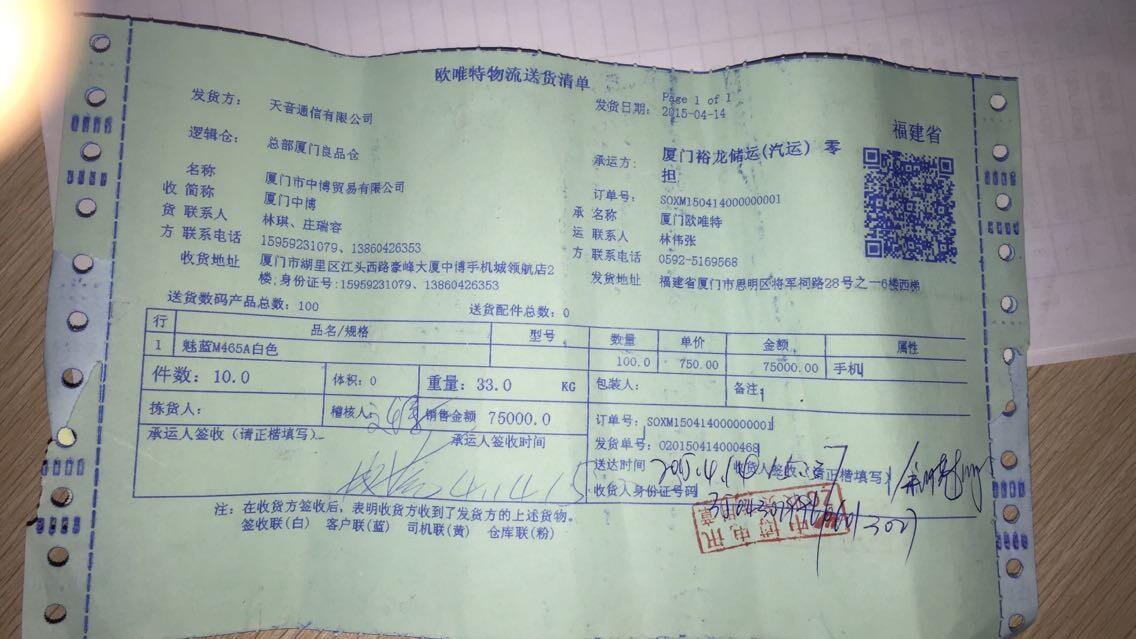 欧唯特物流送货清单
Page 1 of 1
发货方: 天音通信有限公司
发货日期: 2015-04-14
福建省
逻辑仓: 总部厦门良品仓
承运方: 厦门裕龙储运(汽运) 零担
订单号: SOXM150414000000001
收货方
名称 厦门市中博贸易有限公司
简称 厦门中博
联系人 林琪、庄瑞容
联系电话 15959231079、13860426353
收货地址 厦门市湖里区江头西路豪峰大厦中博手机城领航店2
楼;身份证号:15959231079、13860426353
承运方
名称 厦门欧唯特
联系人 林伟张
联系电话 0592-5169568
发货地址 福建省厦门市思明区将军祠路28号之一6楼西梯
送货数码产品总数: 100 送货配件总数: 0
行 品名/规格 型号 数量 单价 金额 属性
1 魅蓝M465A白色 100.0 750.00 75000.00 手机
件数: 10.0 体积: 0 重量: 33.0 KG 包装人: 备注:
拣货人: 稽核人: 销售金额 75000.0
订单号: SOXM150414000000001
发货单号: 020150414000468
承运人签收（请正楷填写） 承运人签收时间
送达时间 2015.4.14 收货人签收（请正楷填写）
收货人身份证号码
注: 在收货方签收后, 表明收货方收到了发货方的上述货物。
签收联(白) 客户联(蓝) 司机联(黄) 仓库联(粉)